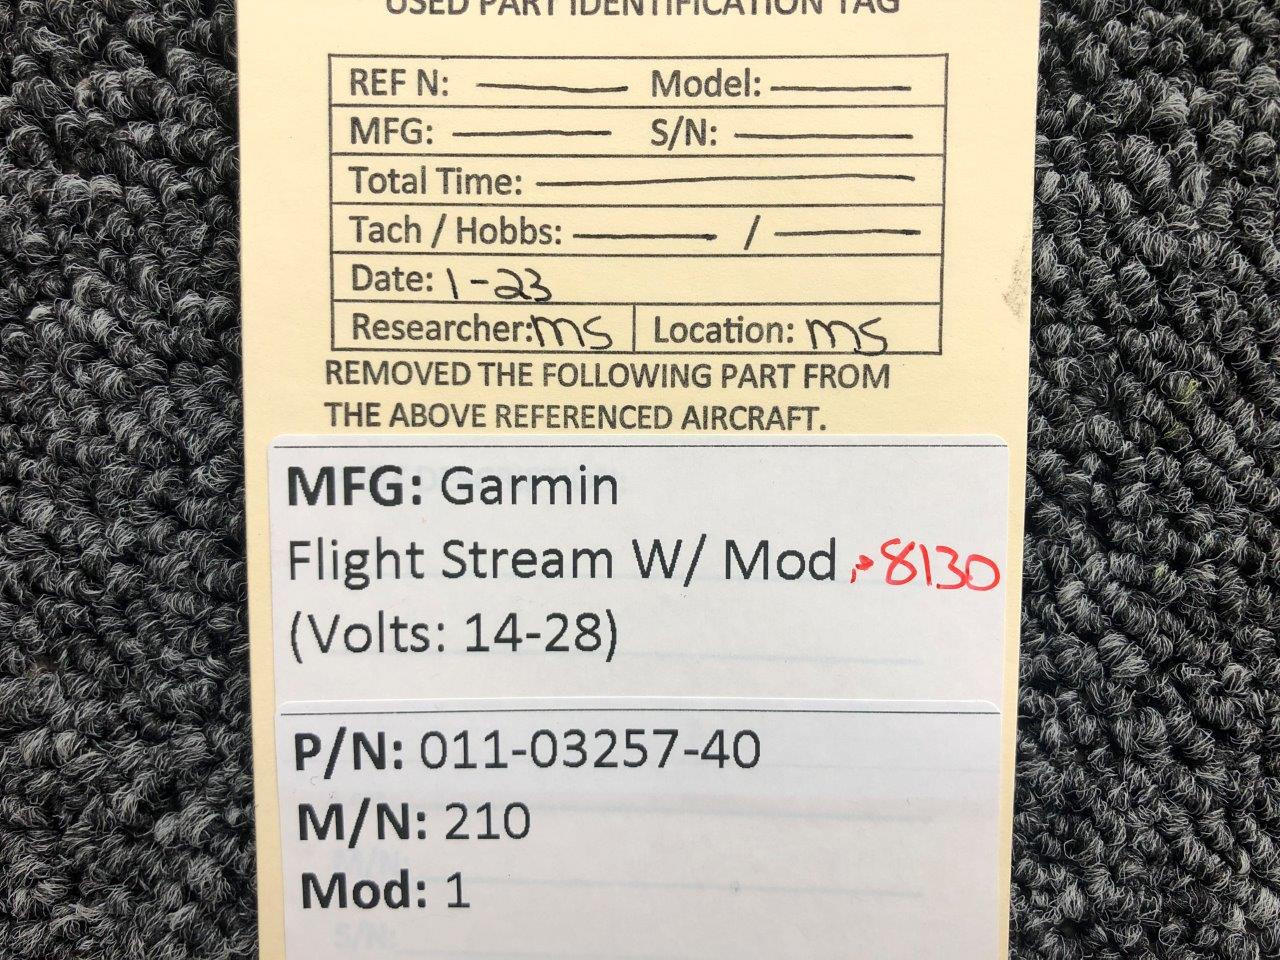 USED PART IDENTIFICATION TAG
REF N: Model:
MFG: S/N:
Total Time:
Tach / Hobbs: /
Date: 1-23
Researcher: MS Location: MS
REMOVED THE FOLLOWING PART FROM
THE ABOVE REFERENCED AIRCRAFT.
MFG: Garmin
Flight Stream W/ Mod, 8130
(Volts: 14-28)
P/N: 011-03257-40
M/N: 210
Mod: 1
M/N:
S/N: